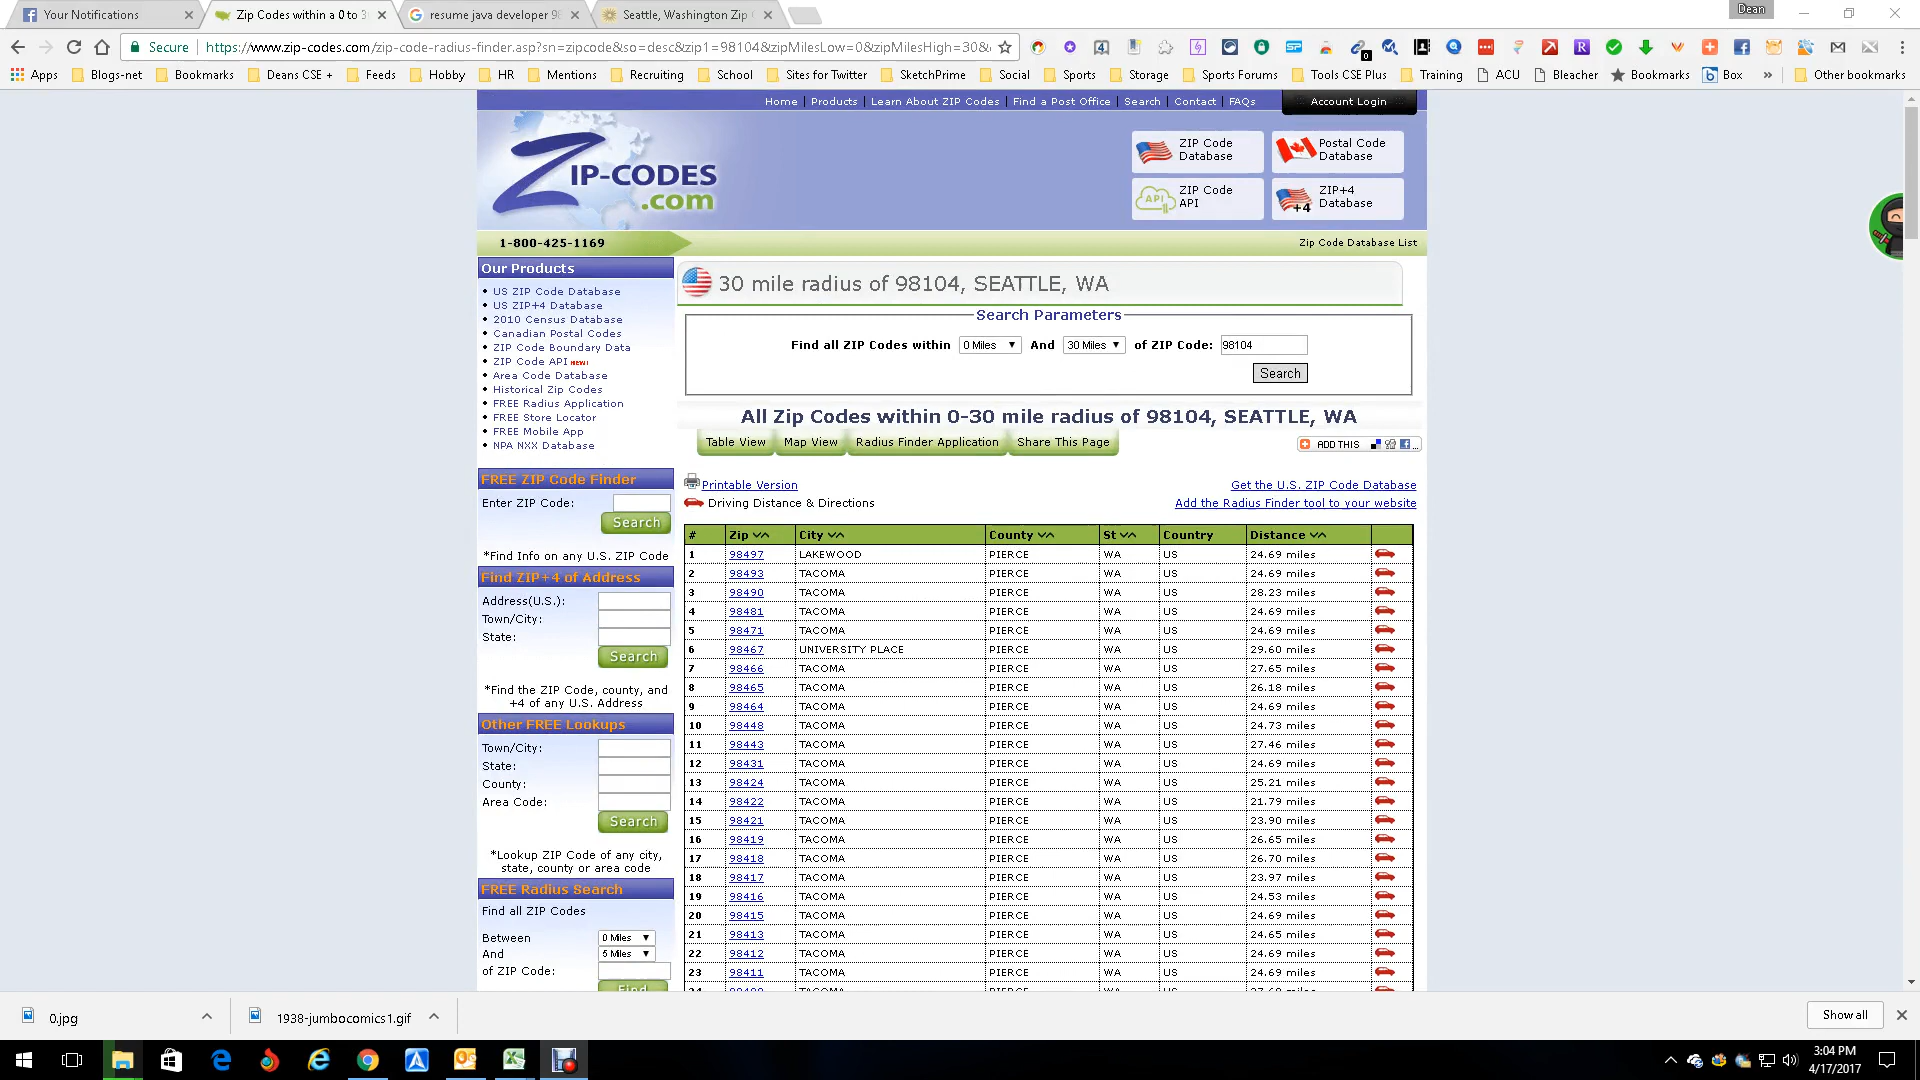 Your Notifications
Zip Codes within a 0 to 3
resume java developer 98
Seattle, Washington Zip
Dean
Secure
https://www.zip-codes.com/zip-code-radius-finder.asp?sn=zipcode&so=desc&zip1=98104&zipMilesLow=0&zipMilesHigh=30&
Apps Blogs-net Bookmarks Deans CSE + Feeds Hobby HR Mentions Recruiting School Sites for Twitter SketchPrime Social Sports Storage Sports Forums Tools CSE Plus Training ACU Bleacher Bookmarks Box » Other bookmarks
Home | Products | Learn About ZIP Codes | Find a Post Office | Search | Contact | FAQs
Account Login
ZIP-CODES
.com
ZIP Code
Database
Postal Code
Database
API
ZIP Code
API
+4
ZIP+4
Database
1-800-425-1169
Zip Code Database List
Our Products
US ZIP Code Database
US ZIP+4 Database
2010 Census Database
Canadian Postal Codes
ZIP Code Boundary Data
ZIP Code API NEW!
Area Code Database
Historical Zip Codes
FREE Radius Application
FREE Store Locator
FREE Mobile App
NPA NXX Database
FREE ZIP Code Finder
Enter ZIP Code:
Search
*Find Info on any U.S. ZIP Code
Find ZIP+4 of Address
Address(U.S.):
Town/City:
State:
Search
*Find the ZIP Code, county, and
+4 of any U.S. Address
Other FREE Lookups
Town/City:
State:
County:
Area Code:
Search
*Lookup ZIP Code of any city,
state, county or area code
FREE Radius Search
Find all ZIP Codes
Between 0 Miles
And 5 Miles
of ZIP Code:
Find
30 mile radius of 98104, SEATTLE, WA
Search Parameters
Find all ZIP Codes within 0 Miles And 30 Miles of ZIP Code: 98104
Search
All Zip Codes within 0-30 mile radius of 98104, SEATTLE, WA
Table View Map View Radius Finder Application Share This Page
ADD THIS
Printable Version
Get the U.S. ZIP Code Database
Driving Distance & Directions
Add the Radius Finder tool to your website
# Zip City County St Country Distance
1 98497 LAKEWOOD PIERCE WA US 24.69 miles
2 98493 TACOMA PIERCE WA US 24.69 miles
3 98490 TACOMA PIERCE WA US 28.23 miles
4 98481 TACOMA PIERCE WA US 24.69 miles
5 98471 TACOMA PIERCE WA US 24.69 miles
6 98467 UNIVERSITY PLACE PIERCE WA US 29.60 miles
7 98466 TACOMA PIERCE WA US 27.65 miles
8 98465 TACOMA PIERCE WA US 26.18 miles
9 98464 TACOMA PIERCE WA US 24.69 miles
10 98448 TACOMA PIERCE WA US 24.73 miles
11 98443 TACOMA PIERCE WA US 27.46 miles
12 98431 TACOMA PIERCE WA US 24.69 miles
13 98424 TACOMA PIERCE WA US 25.21 miles
14 98422 TACOMA PIERCE WA US 21.79 miles
15 98421 TACOMA PIERCE WA US 23.90 miles
16 98419 TACOMA PIERCE WA US 26.65 miles
17 98418 TACOMA PIERCE WA US 26.70 miles
18 98417 TACOMA PIERCE WA US 23.97 miles
19 98416 TACOMA PIERCE WA US 24.53 miles
20 98415 TACOMA PIERCE WA US 24.69 miles
21 98413 TACOMA PIERCE WA US 24.65 miles
22 98412 TACOMA PIERCE WA US 24.69 miles
23 98411 TACOMA PIERCE WA US 24.69 miles
0.jpg
1938-jumbocomics1.gif
Show all
3:04 PM
4/17/2017